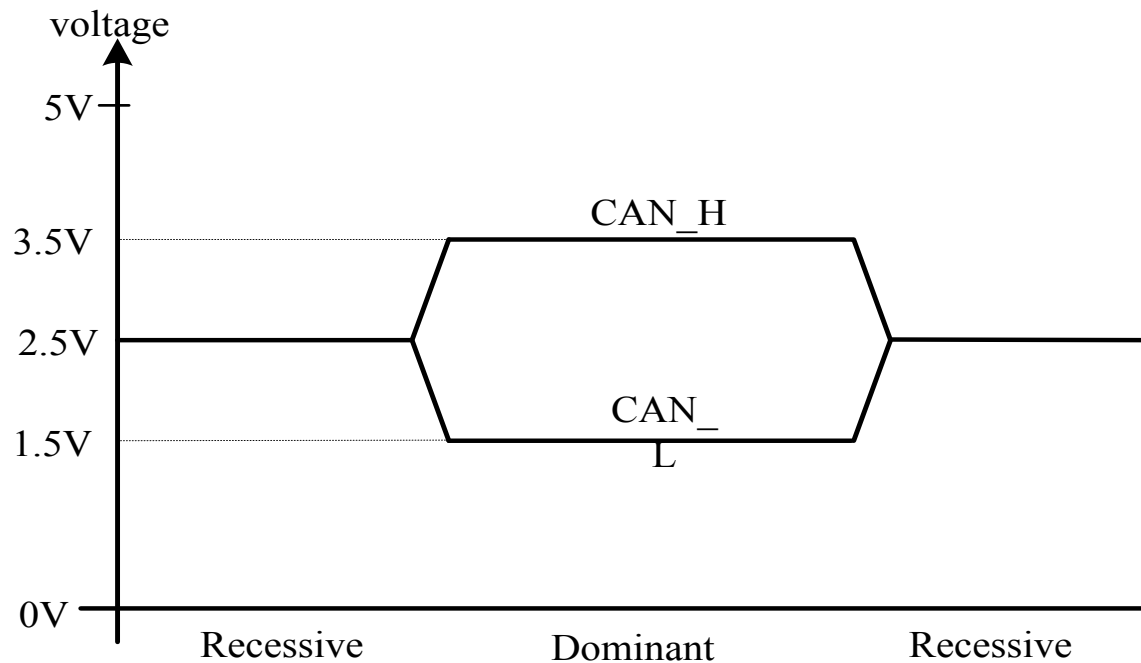 voltage
5V
CAN_H
3.5V
2.5V
CAN_
1.5V
L
0V
Recessive
Dominant
Recessive